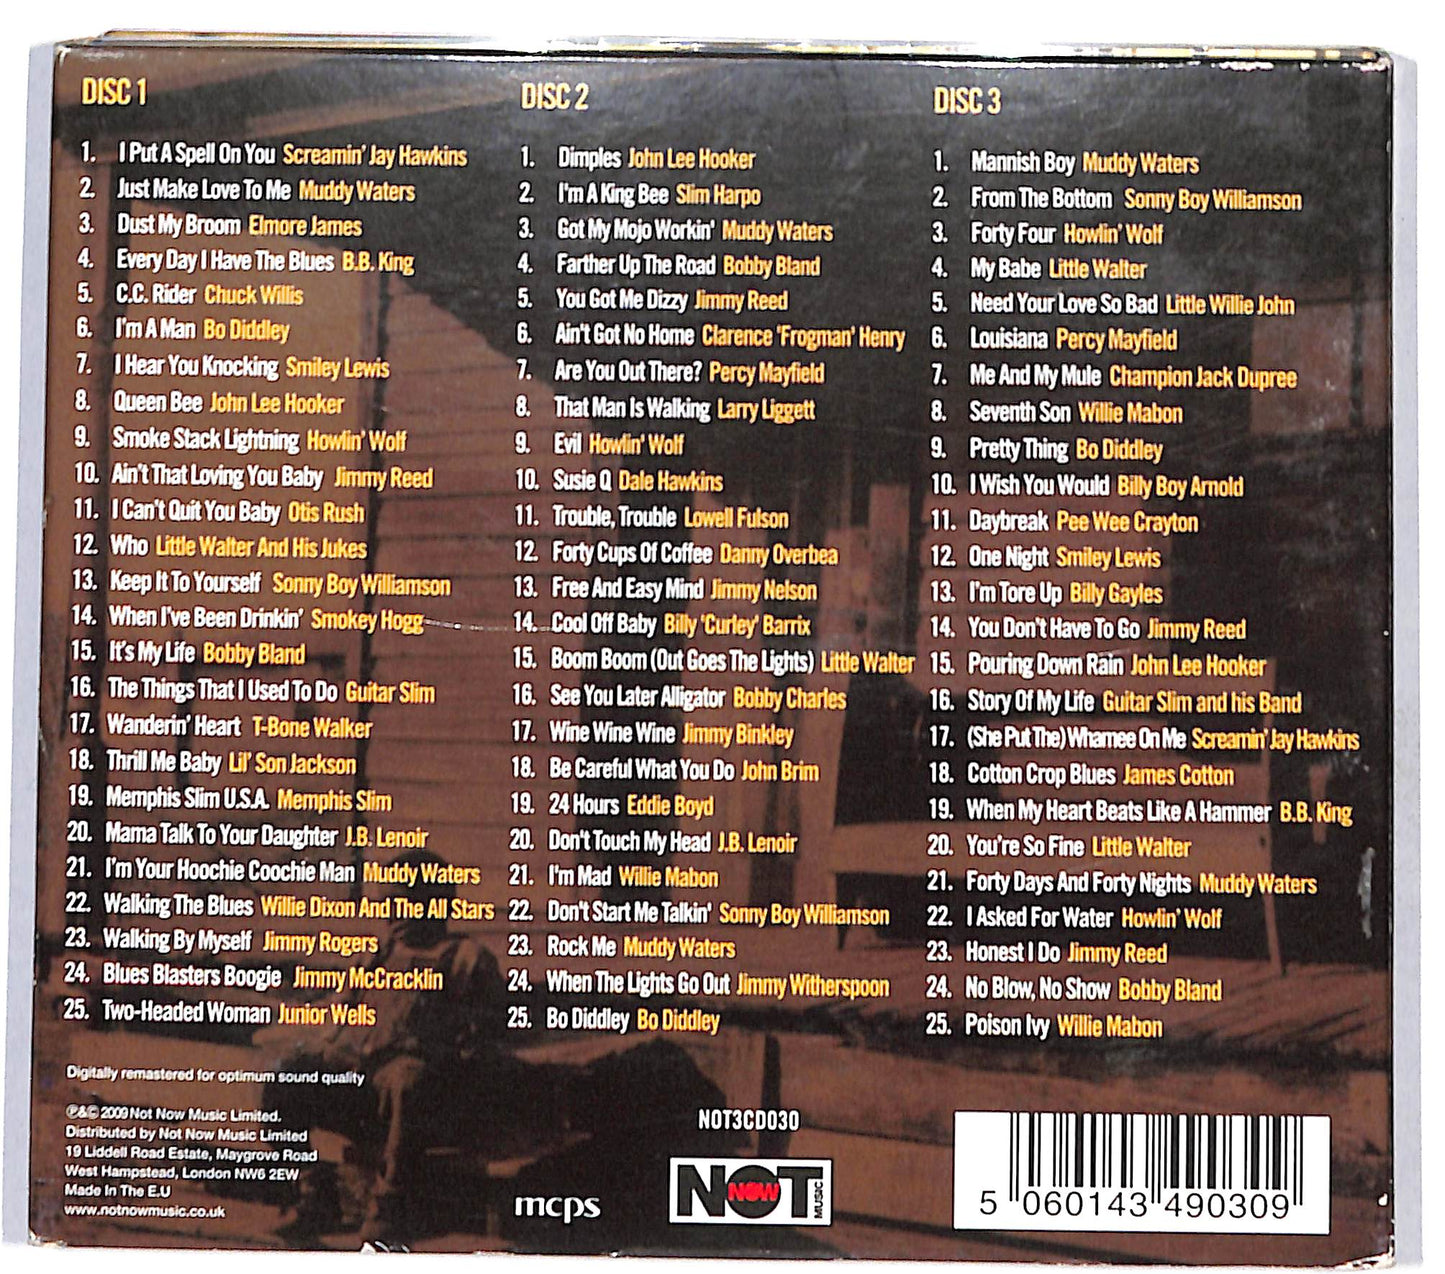 DISC 1
1. I Put A Spell On You Screamin' Jay Hawkins
2. Just Make Love To Me Muddy Waters
3. Dust My Broom Elmore James
4. Every Day I Have The Blues B.B. King
5. C.C. Rider Chuck Willis
6. I'm A Man Bo Diddley
7. I Hear You Knocking Smiley Lewis
8. Queen Bee John Lee Hooker
9. Smoke Stack Lightning Howlin' Wolf
10. Ain't That Loving You Baby Jimmy Reed
11. I Can't Quit You Baby Otis Rush
12. Who Little Walter And His Jukes
13. Keep It To Yourself Sonny Boy Williamson
14. When I've Been Drinkin' Smokey Hogg
15. It's My Life Bobby Bland
16. The Things That I Used To Do Guitar Slim
17. Wanderin' Heart T-Bone Walker
18. Thrill Me Baby Lil' Son Jackson
19. Memphis Slim U.S.A. Memphis Slim
20. Mama Talk To Your Daughter J.B. Lenoir
21. I'm Your Hoochie Coochie Man Muddy Waters
22. Walking The Blues Willie Dixon And The All Stars
23. Walking By Myself Jimmy Rogers
24. Blues Blasters Boogie Jimmy McCracklin
25. Two-Headed Woman Junior Wells
DISC 2
1. Dimples John Lee Hooker
2. I'm A King Bee Slim Harpo
3. Got My Mojo Workin' Muddy Waters
4. Farther Up The Road Bobby Bland
5. You Got Me Dizzy Jimmy Reed
6. Ain't Got No Home Clarence 'Frogman' Henry
7. Are You Out There? Percy Mayfield
8. That Man Is Walking Larry Liggett
9. Evil Howlin' Wolf
10. Susie Q Dale Hawkins
11. Trouble, Trouble Lowell Fulson
12. Forty Cups Of Coffee Danny Overbea
13. Free And Easy Mind Jimmy Nelson
14. Cool Off Baby Billy 'Curley' Barrix
15. Boom Boom (Out Goes The Lights) Little Walter
16. See You Later Alligator Bobby Charles
17. Wine Wine Wine Jimmy Binkley
18. Be Careful What You Do John Brim
19. 24 Hours Eddie Boyd
20. Don't Touch My Head J.B. Lenoir
21. I'm Mad Willie Mabon
22. Don't Start Me Talkin' Sonny Boy Williamson
23. Rock Me Muddy Waters
24. When The Lights Go Out Jimmy Witherspoon
25. Bo Diddley Bo Diddley
DISC 3
1. Mannish Boy Muddy Waters
2. From The Bottom Sonny Boy Williamson
3. Forty Four Howlin' Wolf
4. My Babe Little Walter
5. Need Your Love So Bad Little Willie John
6. Louisiana Percy Mayfield
7. Me And My Mule Champion Jack Dupree
8. Seventh Son Willie Mabon
9. Pretty Thing Bo Diddley
10. I Wish You Would Billy Boy Arnold
11. Daybreak Pee Wee Crayton
12. One Night Smiley Lewis
13. I'm Tore Up Billy Gayles
14. You Don't Have To Go Jimmy Reed
15. Pouring Down Rain John Lee Hooker
16. Story Of My Life Guitar Slim and his Band
17. (She Put The) Whamee On Me Screamin' Jay Hawkins
18. Cotton Crop Blues James Cotton
19. When My Heart Beats Like A Hammer B.B. King
20. You're So Fine Little Walter
21. Forty Days And Forty Nights Muddy Waters
22. I Asked For Water Howlin' Wolf
23. Honest I Do Jimmy Reed
24. No Blow, No Show Bobby Bland
25. Poison Ivy Willie Mabon
Digitally remastered for optimum sound quality
℗&© 2009 Not Now Music Limited.
Distributed by Not Now Music Limited
19 Liddell Road Estate, Maygrove Road
West Hampstead, London NW6 2EW
Made In The E.U
www.notnowmusic.co.uk
mcps
NOT3CD030
NOT NOW MUSIC
5 060143 490309